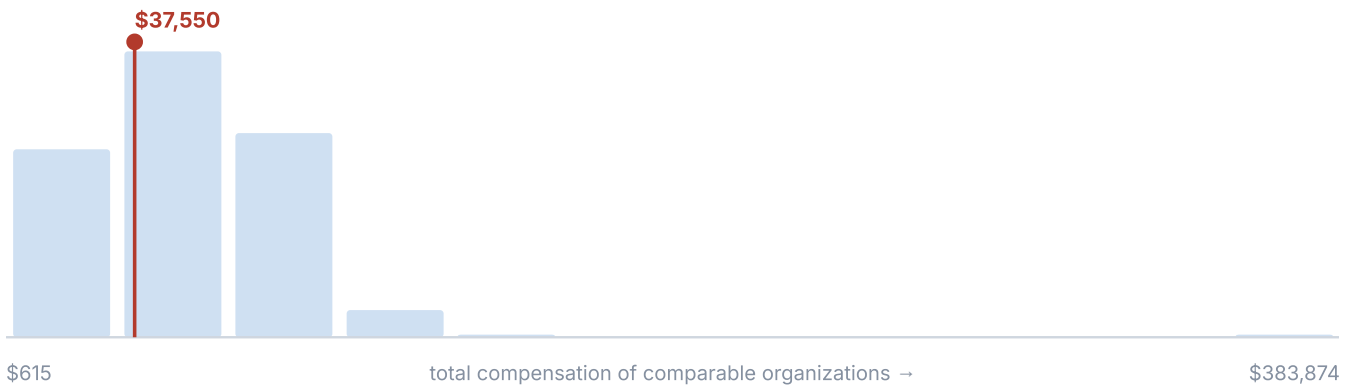 $37,550
$615 total compensation of comparable organizations → $383,874